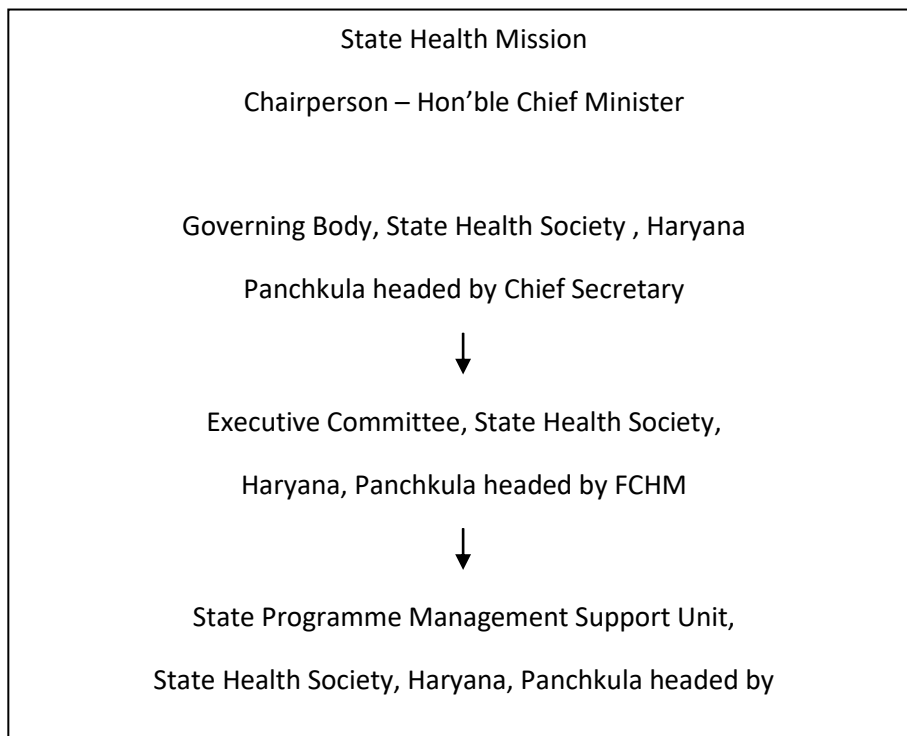 State Health Mission
Chairperson – Hon’ble Chief Minister
Governing Body, State Health Society , Haryana
Panchkula headed by Chief Secretary
Executive Committee, State Health Society,
Haryana, Panchkula headed by FCHM
State Programme Management Support Unit,
State Health Society, Haryana, Panchkula headed by